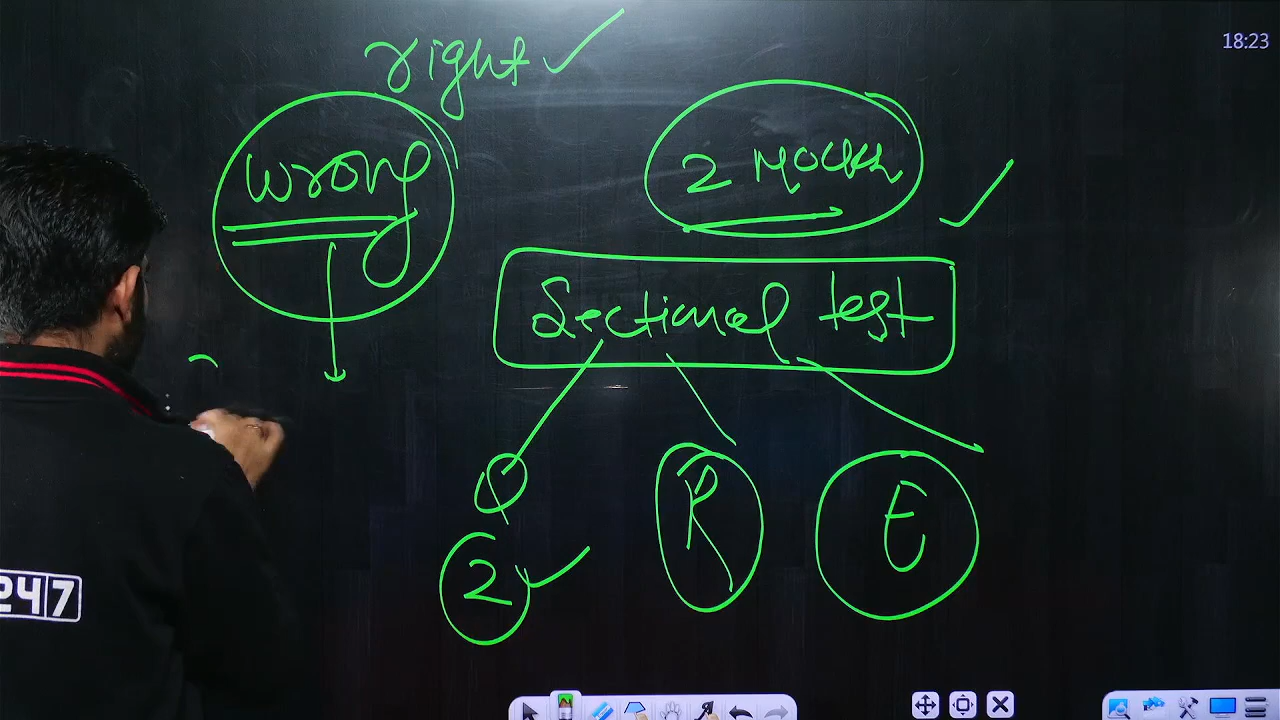 right ✓
18:23
wrong
2 Month
✓
Sectional test
Q
R
E
2 ✓
247